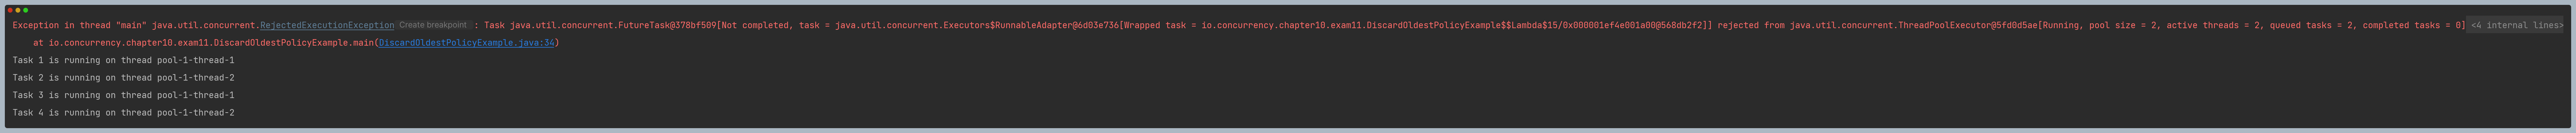 Exception in thread "main" java.util.concurrent.RejectedExecutionException Create breakpoint : Task java.util.concurrent.FutureTask@378bf509[Not completed, task = java.util.concurrent.Executors$RunnableAdapter@6d03e736[Wrapped task = io.concurrency.chapter10.exam11.DiscardOldestPolicyExample$$Lambda$15/0x000001ef4e001a00@568db2f2]] rejected from java.util.concurrent.ThreadPoolExecutor@5fd0d5ae[Running, pool size = 2, active threads = 2, queued tasks = 2, completed tasks = 0] <4 internal lines>
at io.concurrency.chapter10.exam11.DiscardOldestPolicyExample.main(DiscardOldestPolicyExample.java:34)
Task 1 is running on thread pool-1-thread-1
Task 2 is running on thread pool-1-thread-2
Task 3 is running on thread pool-1-thread-1
Task 4 is running on thread pool-1-thread-2